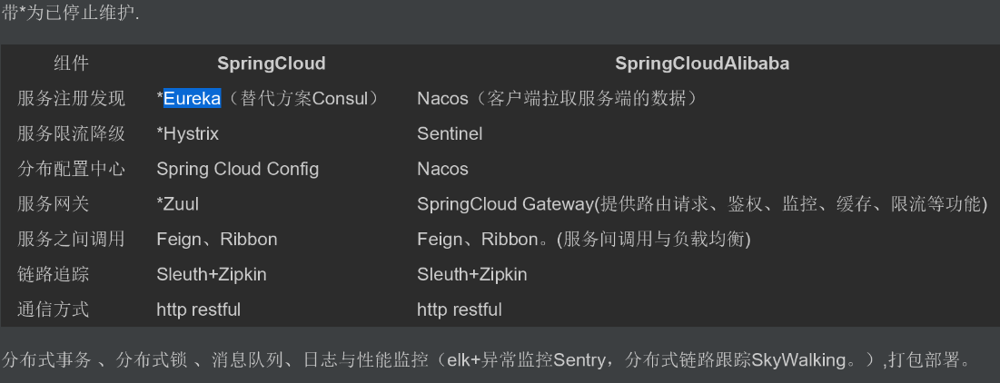 带*为已停止维护.
组件 SpringCloud SpringCloudAlibaba
服务注册发现 *Eureka（替代方案Consul） Nacos（客户端拉取服务端的数据）
服务限流降级 *Hystrix Sentinel
分布配置中心 Spring Cloud Config Nacos
服务网关 *Zuul SpringCloud Gateway(提供路由请求、鉴权、监控、缓存、限流等功能)
服务之间调用 Feign、Ribbon Feign、Ribbon。(服务间调用与负载均衡)
链路追踪 Sleuth+Zipkin Sleuth+Zipkin
通信方式 http restful http restful
分布式事务 、分布式锁 、消息队列、日志与性能监控（elk+异常监控Sentry，分布式链路跟踪SkyWalking。）,打包部署。